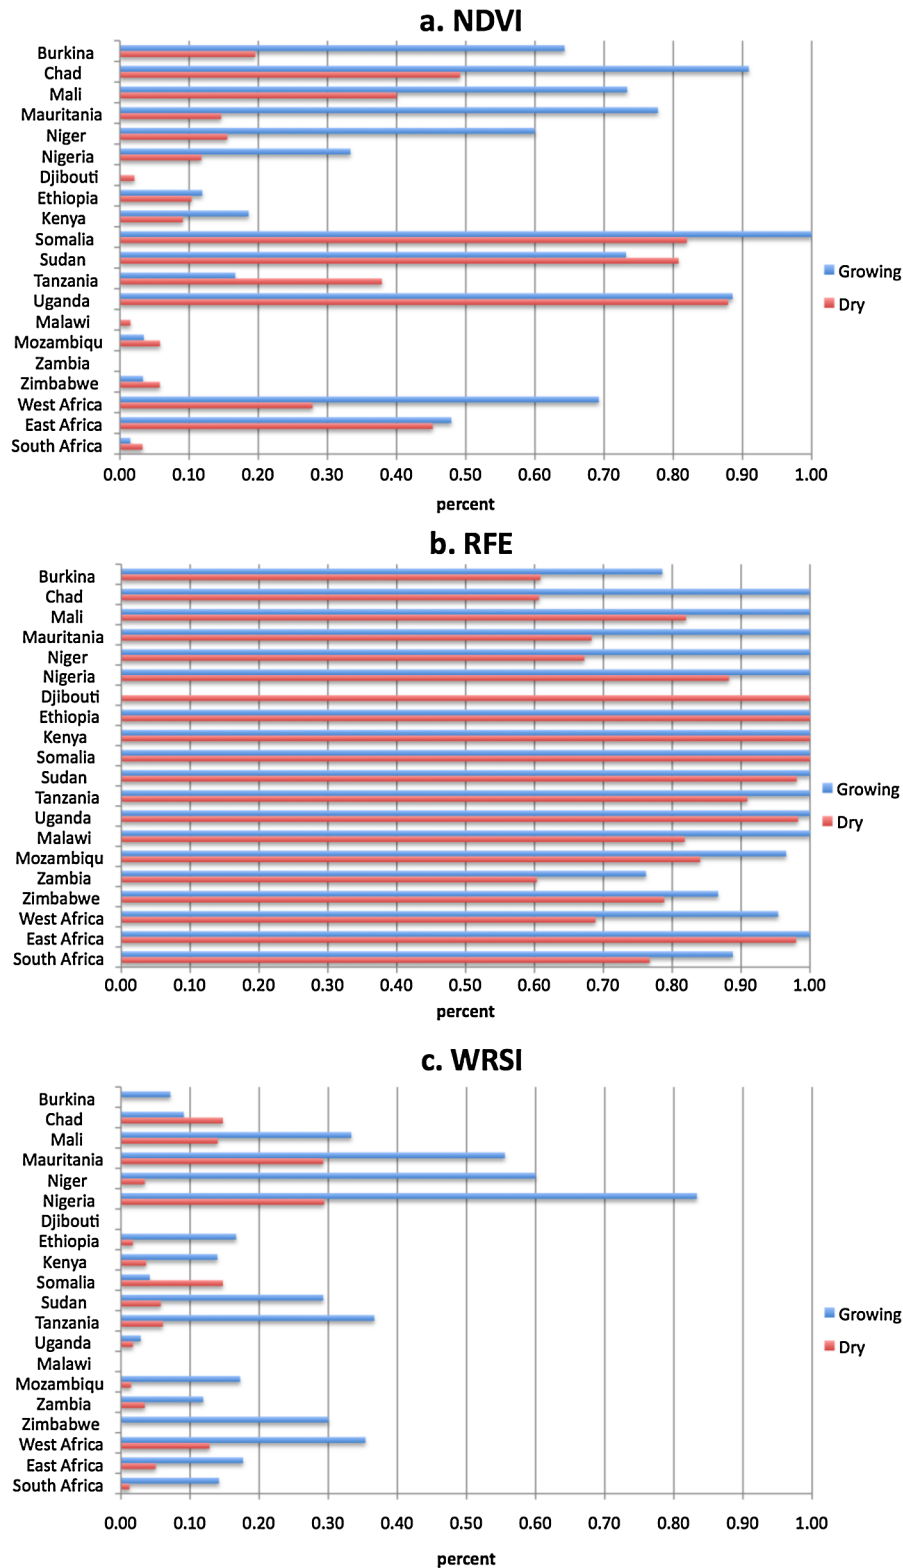 a. NDVI
Burkina
Chad
Mali
Mauritania
Niger
Nigeria
Djibouti
Ethiopia
Kenya
Somalia
Sudan
Tanzania
Uganda
Malawi
Mozambiqu
Zambia
Zimbabwe
West Africa
East Africa
South Africa
Growing
Dry
0.00 0.10 0.20 0.30 0.40 0.50 0.60 0.70 0.80 0.90 1.00
percent
b. RFE
Burkina
Chad
Mali
Mauritania
Niger
Nigeria
Djibouti
Ethiopia
Kenya
Somalia
Sudan
Tanzania
Uganda
Malawi
Mozambiqu
Zambia
Zimbabwe
West Africa
East Africa
South Africa
Growing
Dry
0.00 0.10 0.20 0.30 0.40 0.50 0.60 0.70 0.80 0.90 1.00
percent
c. WRSI
Burkina
Chad
Mali
Mauritania
Niger
Nigeria
Djibouti
Ethiopia
Kenya
Somalia
Sudan
Tanzania
Uganda
Malawi
Mozambiqu
Zambia
Zimbabwe
West Africa
East Africa
South Africa
Growing
Dry
0.00 0.10 0.20 0.30 0.40 0.50 0.60 0.70 0.80 0.90 1.00
percent